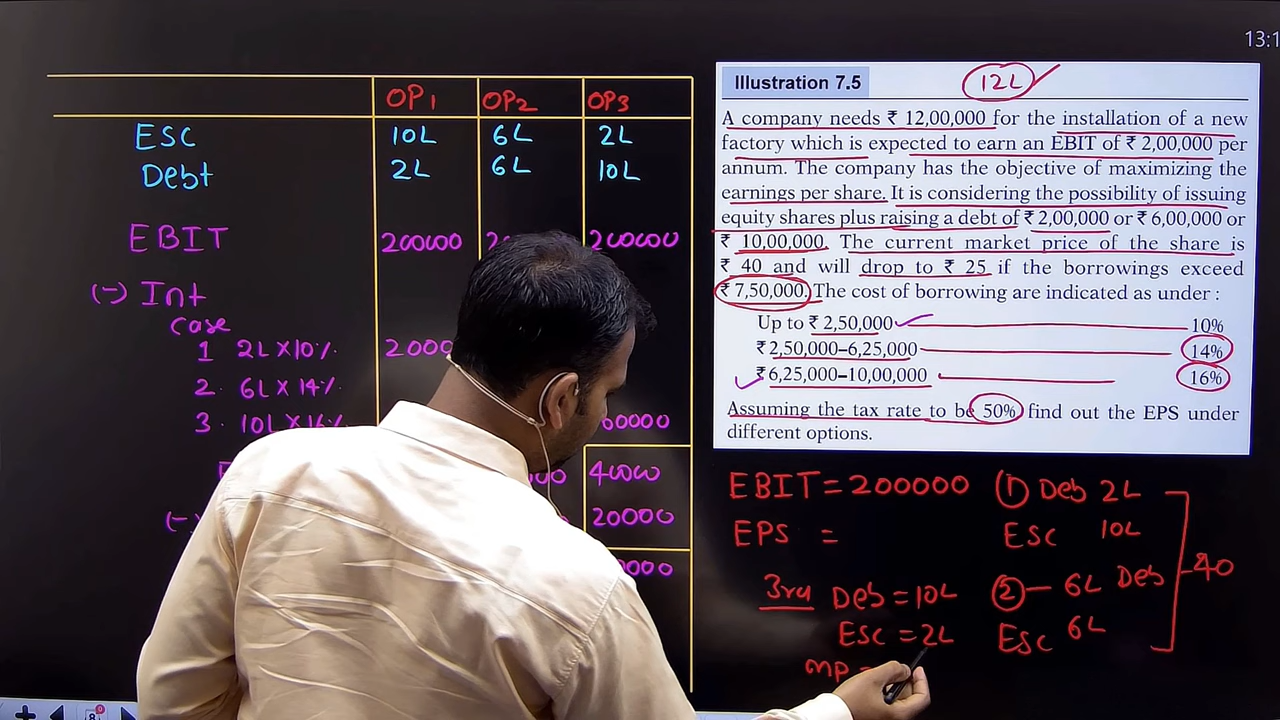 13:1
OP1 OP2 OP3
ESC 10L 6L 2L
Debt 2L 6L 10L
EBIT 200000 200000
(-) Int
case
1 2L X 10%
2. 6L X 14%
3. 10L X 16%
40000
20000
Illustration 7.5
12L
A company needs ₹ 12,00,000 for the installation of a new
factory which is expected to earn an EBIT of ₹ 2,00,000 per
annum. The company has the objective of maximizing the
earnings per share. It is considering the possibility of issuing
equity shares plus raising a debt of ₹ 2,00,000 or ₹ 6,00,000 or
₹ 10,00,000. The current market price of the share is
₹ 40 and will drop to ₹ 25 if the borrowings exceed
₹ 7,50,000. The cost of borrowing are indicated as under :
Up to ₹ 2,50,000 10%
₹ 2,50,000–6,25,000 14%
₹ 6,25,000–10,00,000 16%
Assuming the tax rate to be 50% find out the EPS under
different options.
EBIT = 200000 1 Deb 2L
EPS = ESC 10L
3rd Deb = 10L 2 - 6L Deb - 40
ESC = 2L ESC 6L
mp =